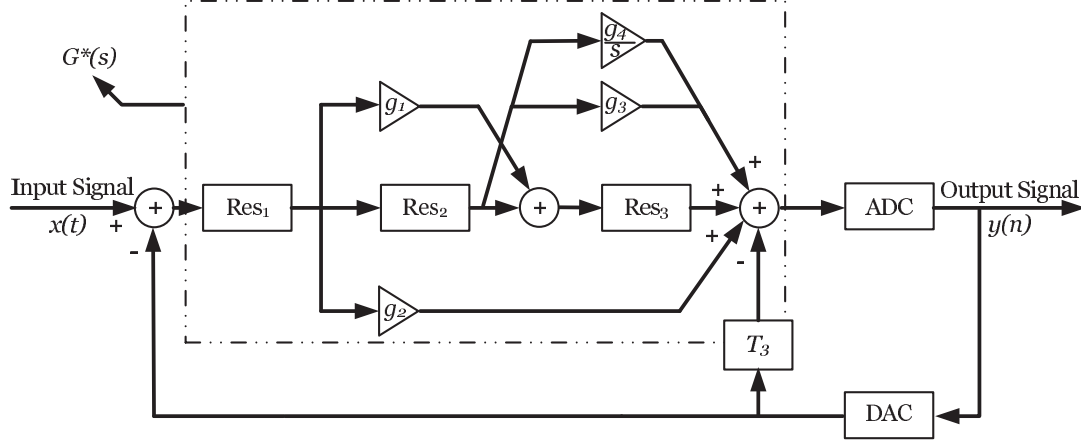 G*(s)
g4
s
g1
g3
Input Signal
x(t)
+
+
-
Res1
Res2
+
Res3
+
+
+
+
-
ADC
Output Signal
y(n)
g2
T3
DAC